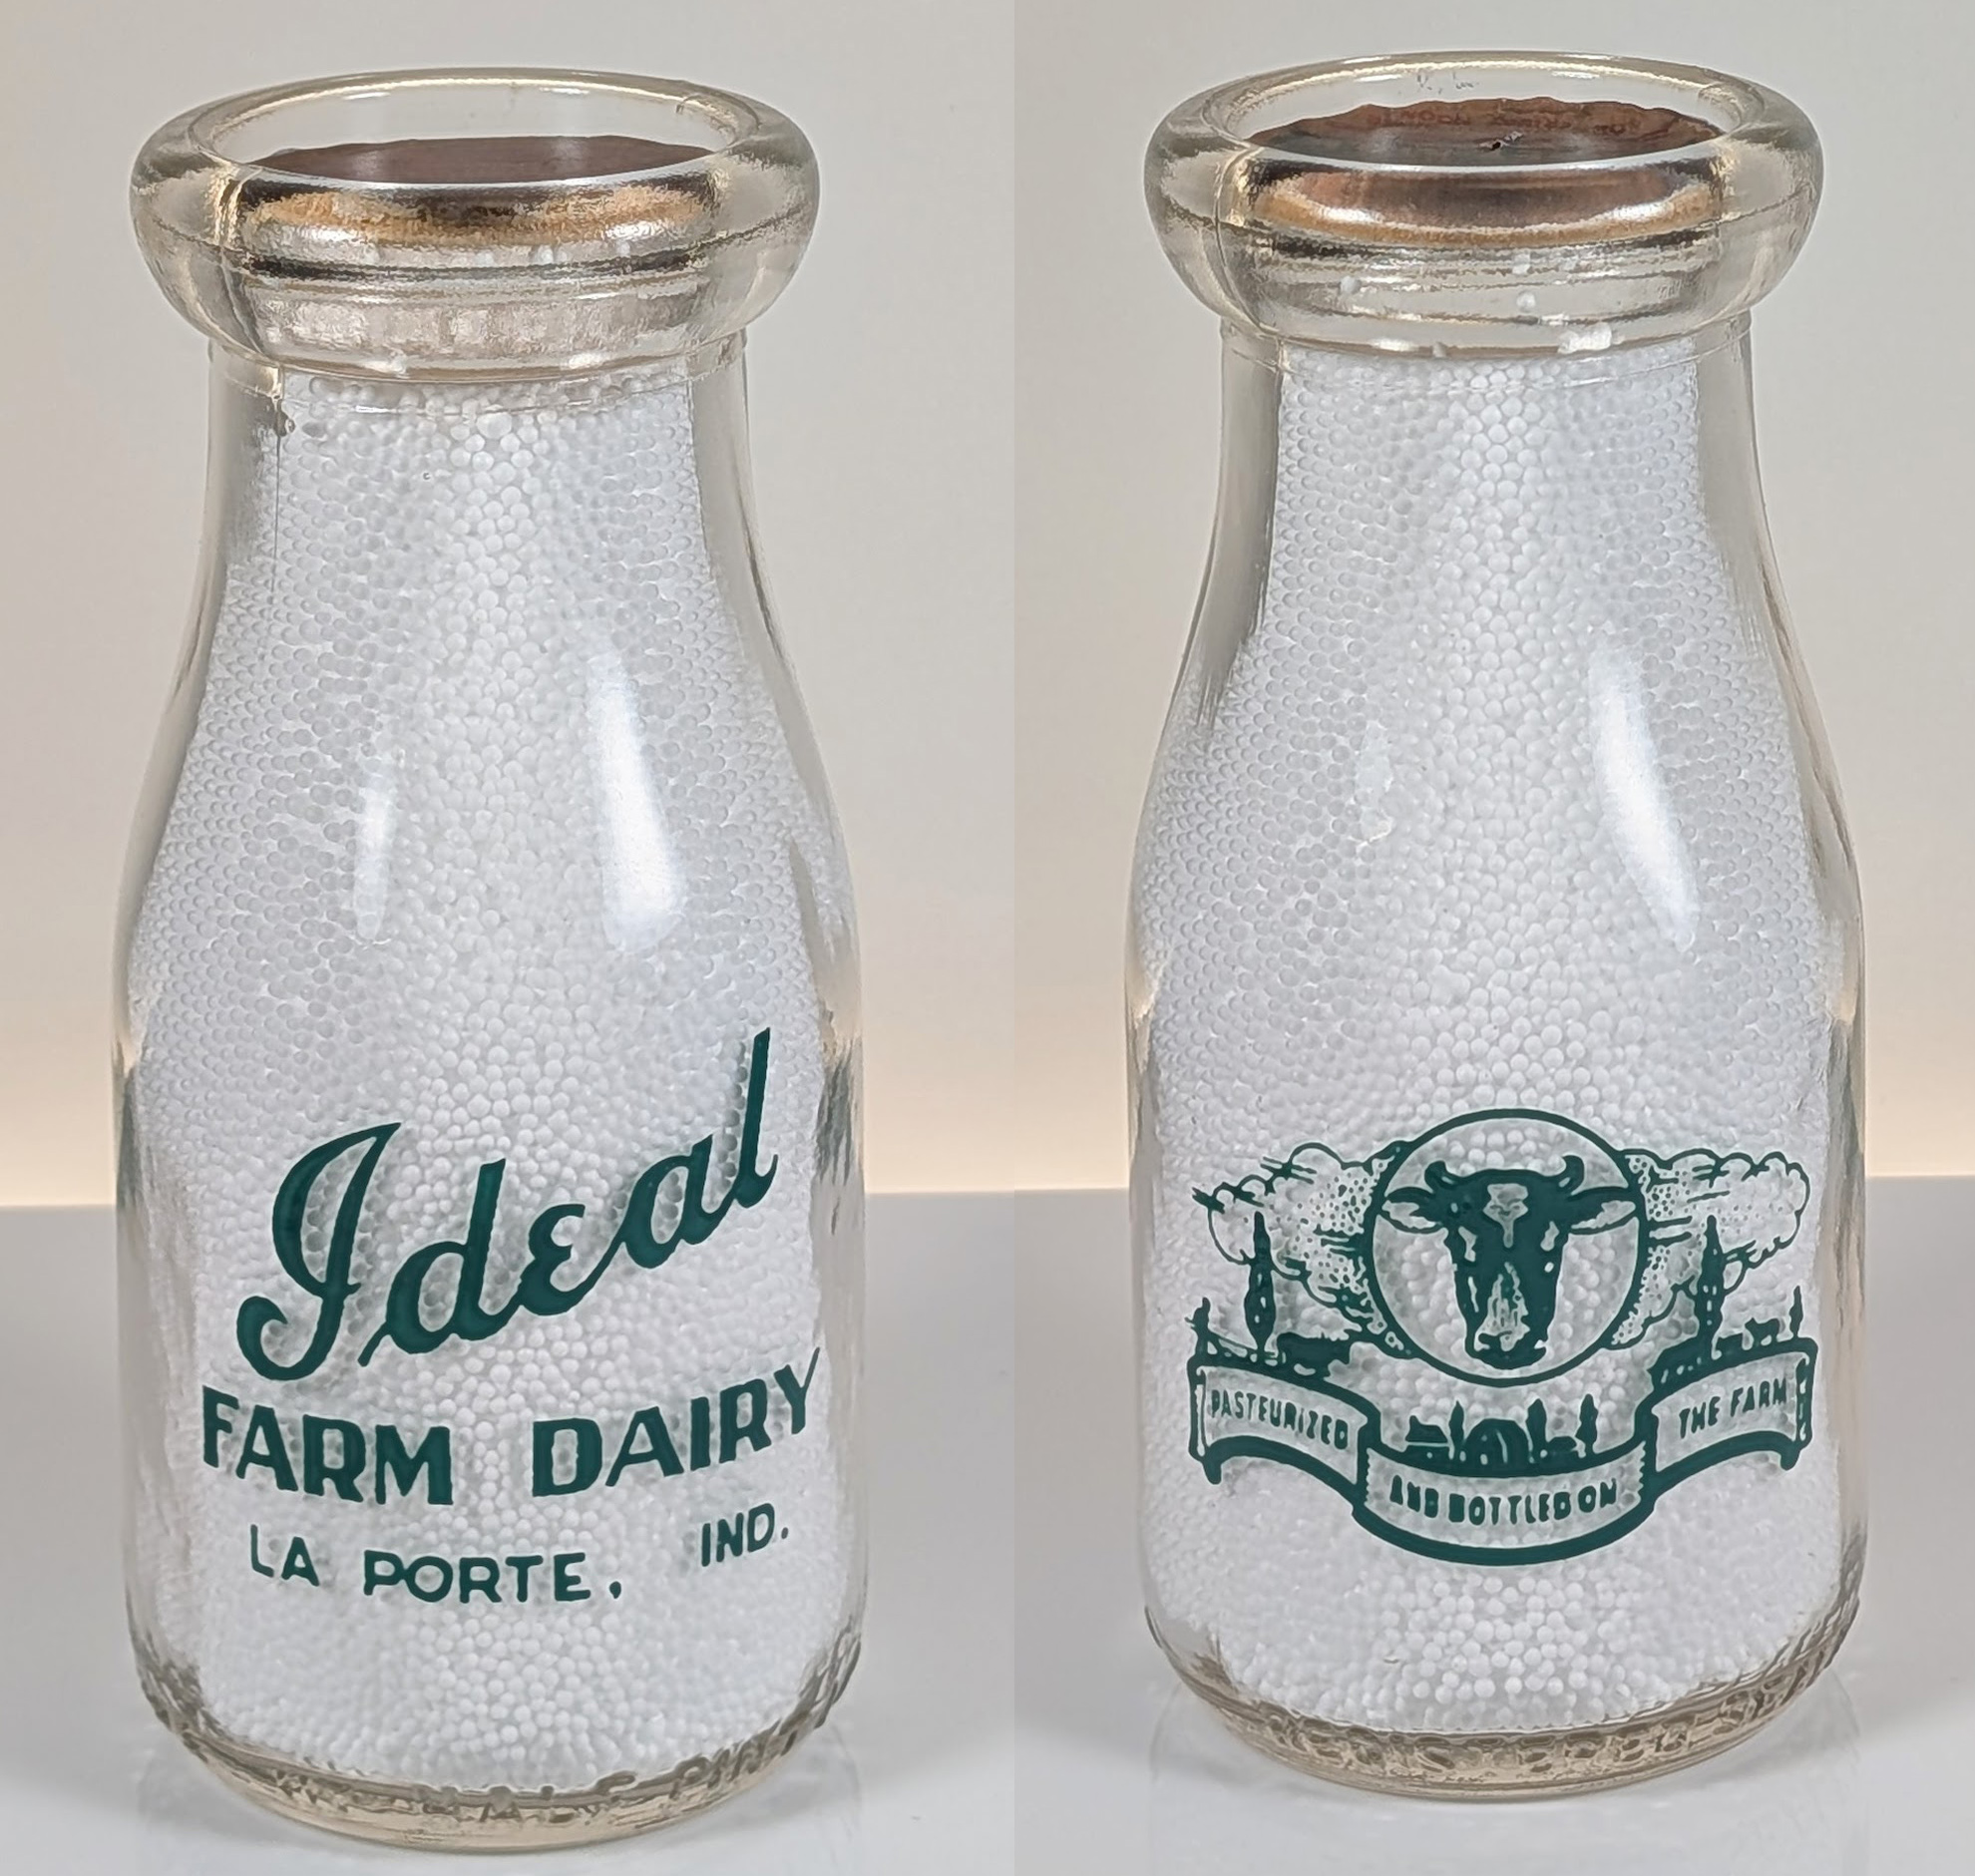 Ideal
FARM DAIRY
LA PORTE, IND.
PASTEURIZED
AND BOTTLED ON
THE FARM